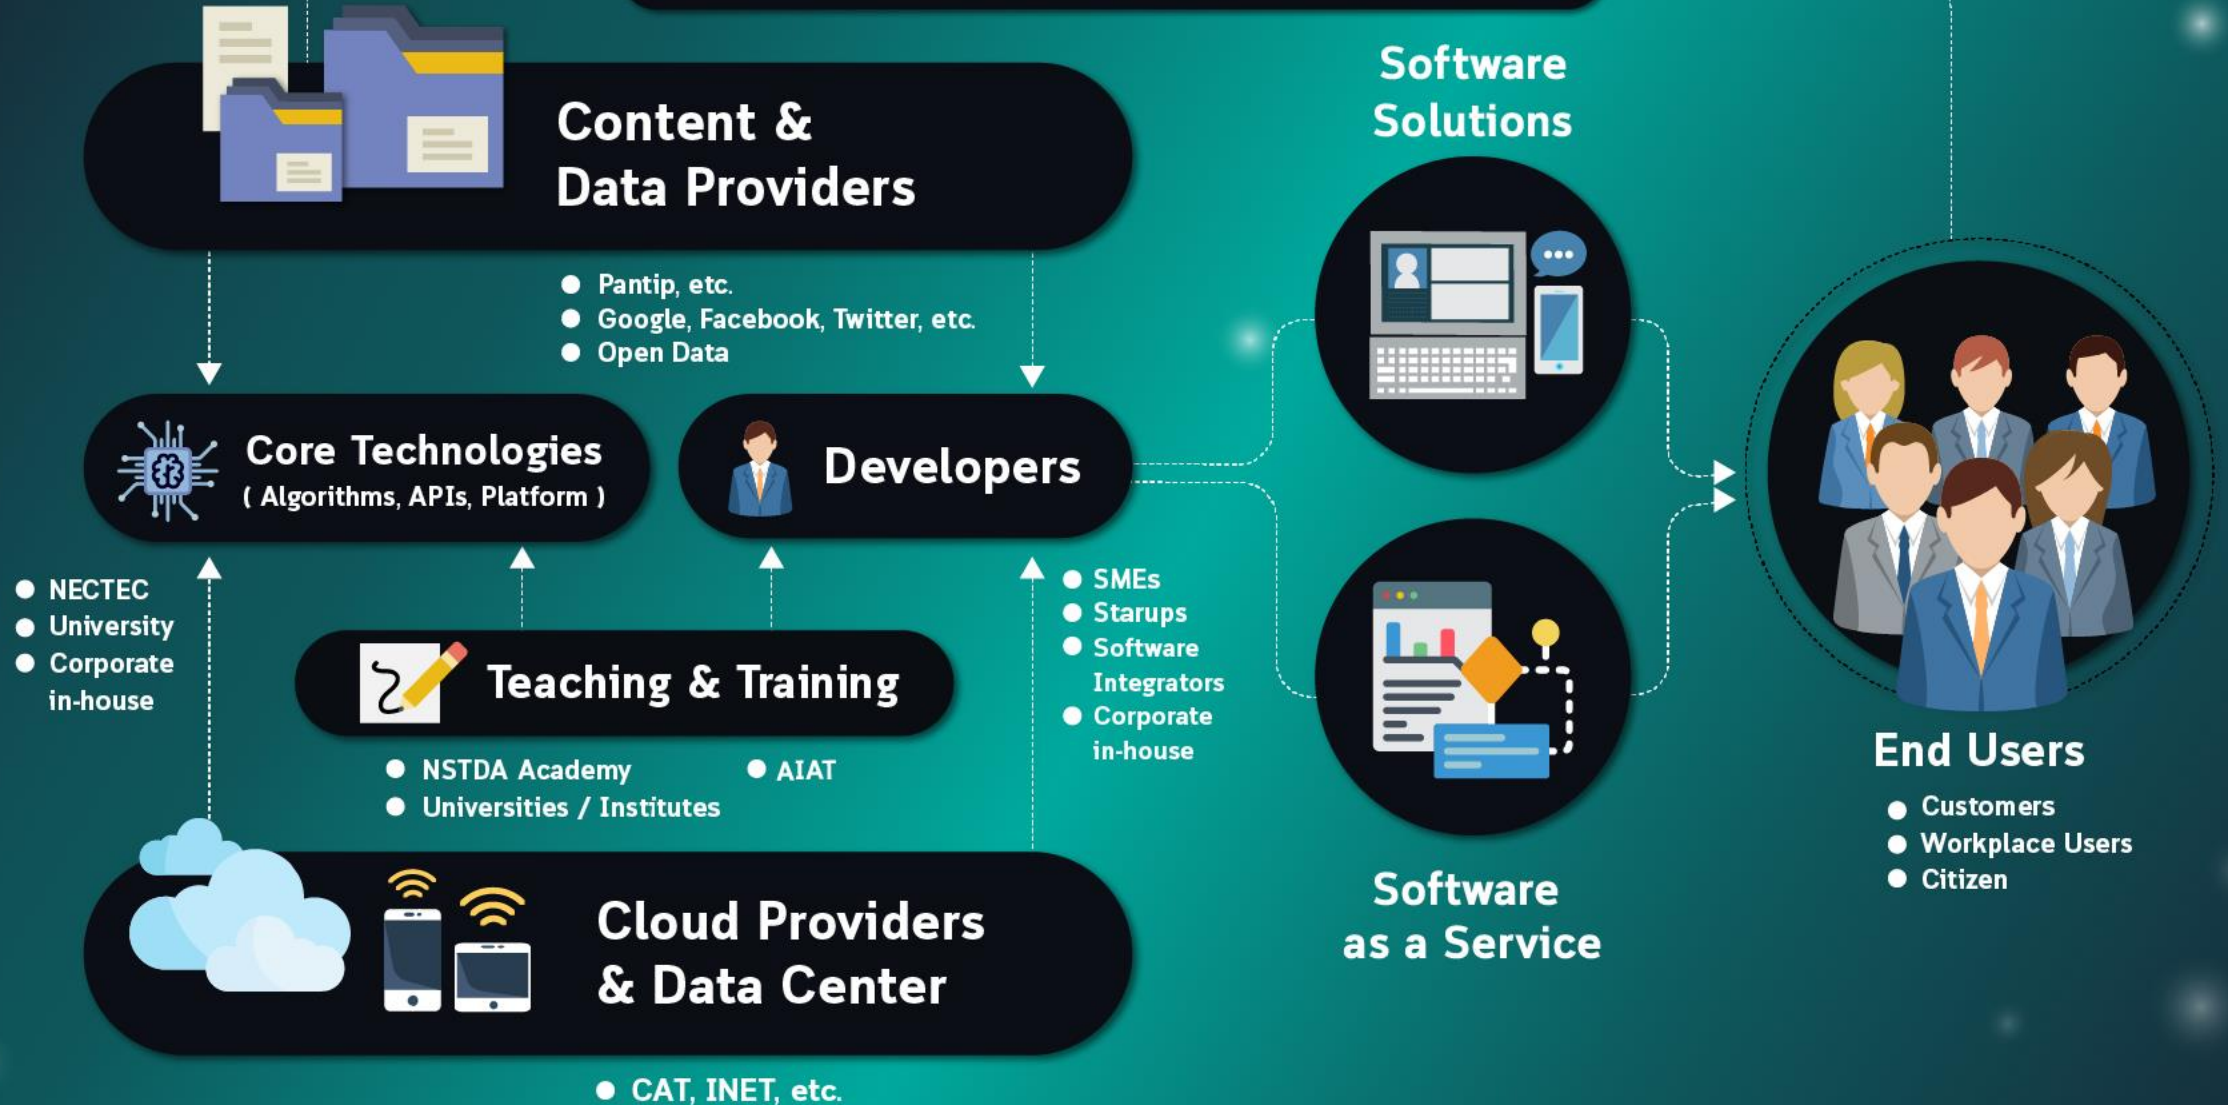 Content &
Data Providers
Pantip, etc.
Google, Facebook, Twitter, etc.
Open Data
Core Technologies
( Algorithms, APIs, Platform )
Developers
NECTEC
University
Corporate
in-house
Teaching & Training
NSTDA Academy
AIAT
Universities / Institutes
SMEs
Starups
Software
Integrators
Corporate
in-house
Cloud Providers
& Data Center
CAT, INET, etc.
Software
Solutions
Software
as a Service
End Users
Customers
Workplace Users
Citizen